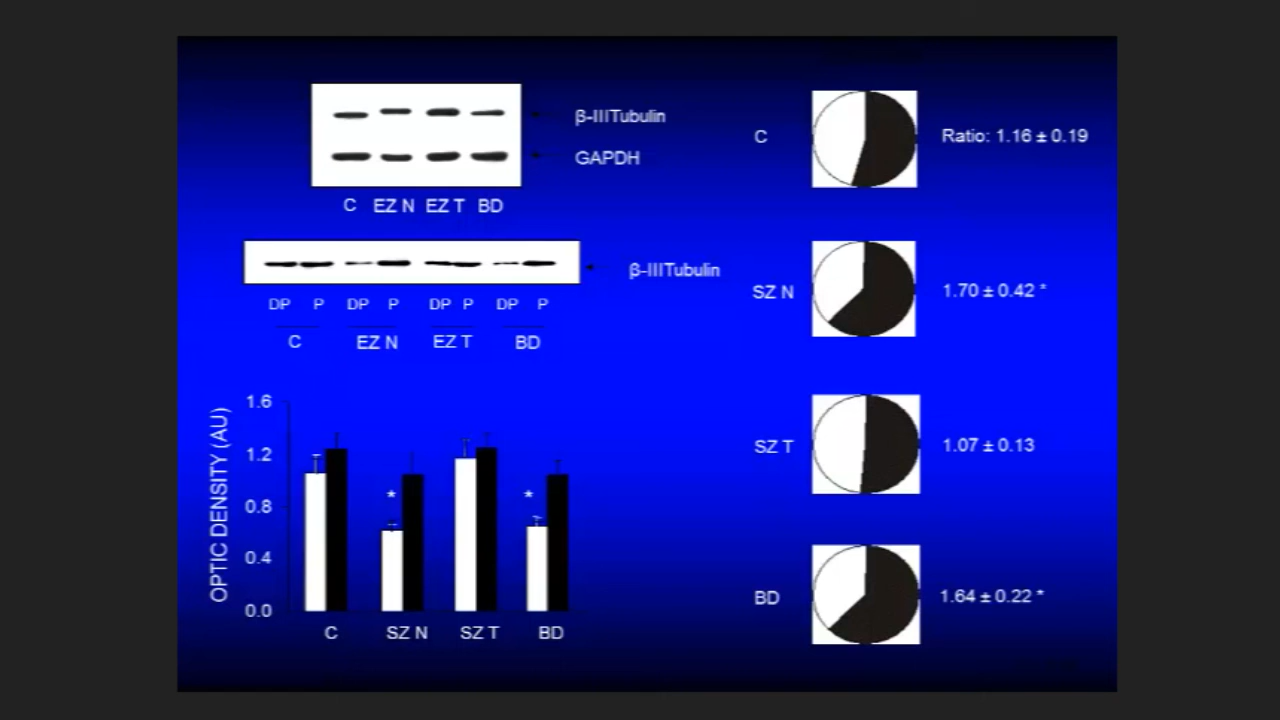 β-IIITubulin
GAPDH
C EZ N EZ T BD
β-IIITubulin
DP P DP P DP P DP P
C EZ N EZ T BD
OPTIC DENSITY (AU)
1.6
1.2
0.8
0.4
0.0
* *
C SZ N SZ T BD
C Ratio: 1.16 ± 0.19
SZ N 1.70 ± 0.42 *
SZ T 1.07 ± 0.13
BD 1.64 ± 0.22 *